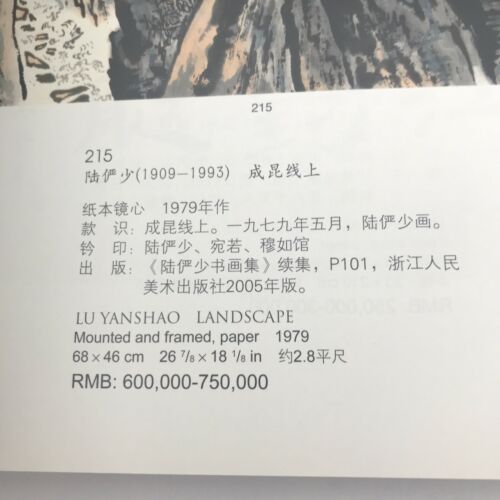 215
215
陆俨少(1909-1993) 成昆线上
纸本镜心 1979年作
款 识:成昆线上。一九七九年五月,陆俨少画。
钤 印:陆俨少、宛若、穆如馆
出 版:《陆俨少书画集》续集,P101,浙江人民
美术出版社2005年版。
LU YANSHAO LANDSCAPE
Mounted and framed, paper 1979
68×46 cm 26 7/8×18 1/8 in 约2.8平尺
RMB: 600,000-750,000